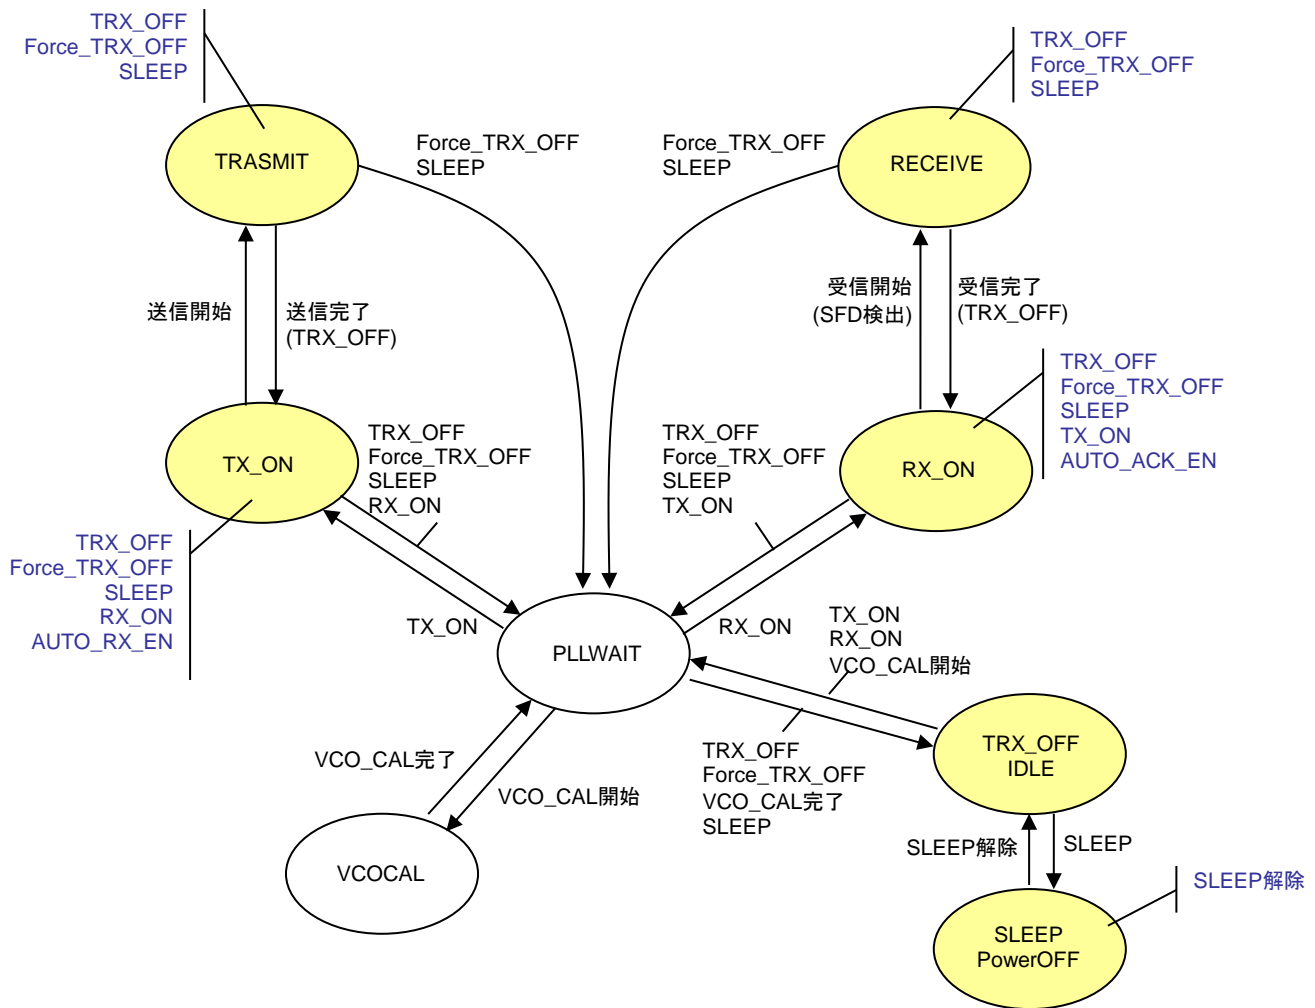 TRX_OFF
Force_TRX_OFF
SLEEP
TRX_OFF
Force_TRX_OFF
SLEEP
TRASMIT
Force_TRX_OFF
SLEEP
Force_TRX_OFF
SLEEP
RECEIVE
送信開始
送信完了
(TRX_OFF)
受信開始
(SFD検出)
受信完了
(TRX_OFF)
TRX_OFF
Force_TRX_OFF
SLEEP
TX_ON
AUTO_ACK_EN
TX_ON
TRX_OFF
Force_TRX_OFF
SLEEP
RX_ON
TRX_OFF
Force_TRX_OFF
SLEEP
TX_ON
RX_ON
TRX_OFF
Force_TRX_OFF
SLEEP
RX_ON
AUTO_RX_EN
TX_ON
PLLWAIT
RX_ON
TX_ON
RX_ON
VCO_CAL開始
VCO_CAL完了
VCO_CAL開始
TRX_OFF
Force_TRX_OFF
VCO_CAL完了
SLEEP
TRX_OFF
IDLE
VCOCAL
SLEEP解除
SLEEP
SLEEP解除
SLEEP
PowerOFF